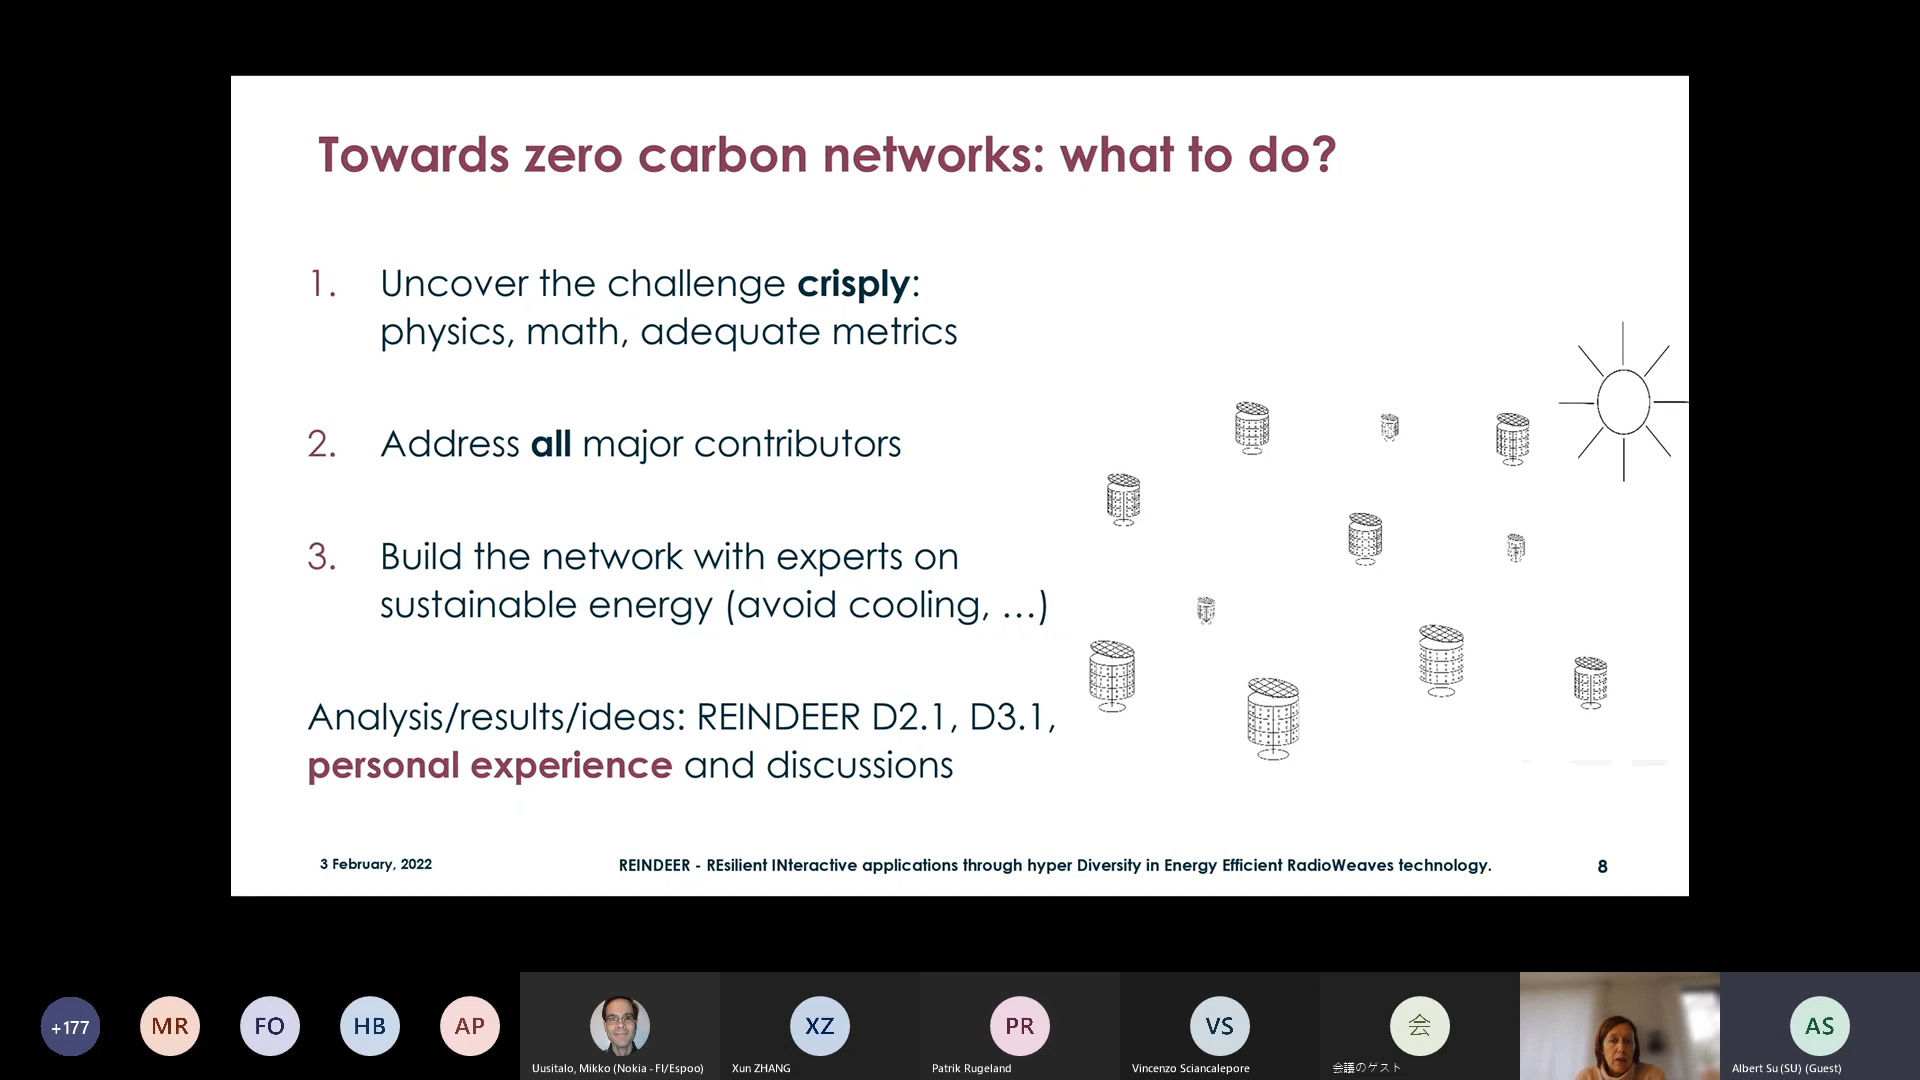 Towards zero carbon networks: what to do?
1. Uncover the challenge crisply:
physics, math, adequate metrics
2. Address all major contributors
3. Build the network with experts on
sustainable energy (avoid cooling, …)
Analysis/results/ideas: REINDEER D2.1, D3.1,
personal experience and discussions
3 February, 2022
REINDEER - REsilient INteractive applications through hyper Diversity in Energy Efficient RadioWeaves technology.
8
+177
MR
FO
HB
AP
XZ
PR
VS
会
AS
Uusitalo, Mikko (Nokia - FI/Espoo)
Xun ZHANG
Patrik Rugeland
Vincenzo Sciancalepore
会議のゲスト
Albert Su (SU) (Guest)